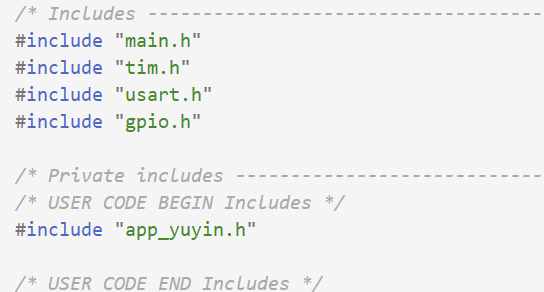 /* Includes ------------------------------------
#include "main.h"
#include "tim.h"
#include "usart.h"
#include "gpio.h"
/* Private includes ----------------------------
/* USER CODE BEGIN Includes */
#include "app_yuyin.h"
/* USER CODE END Includes */